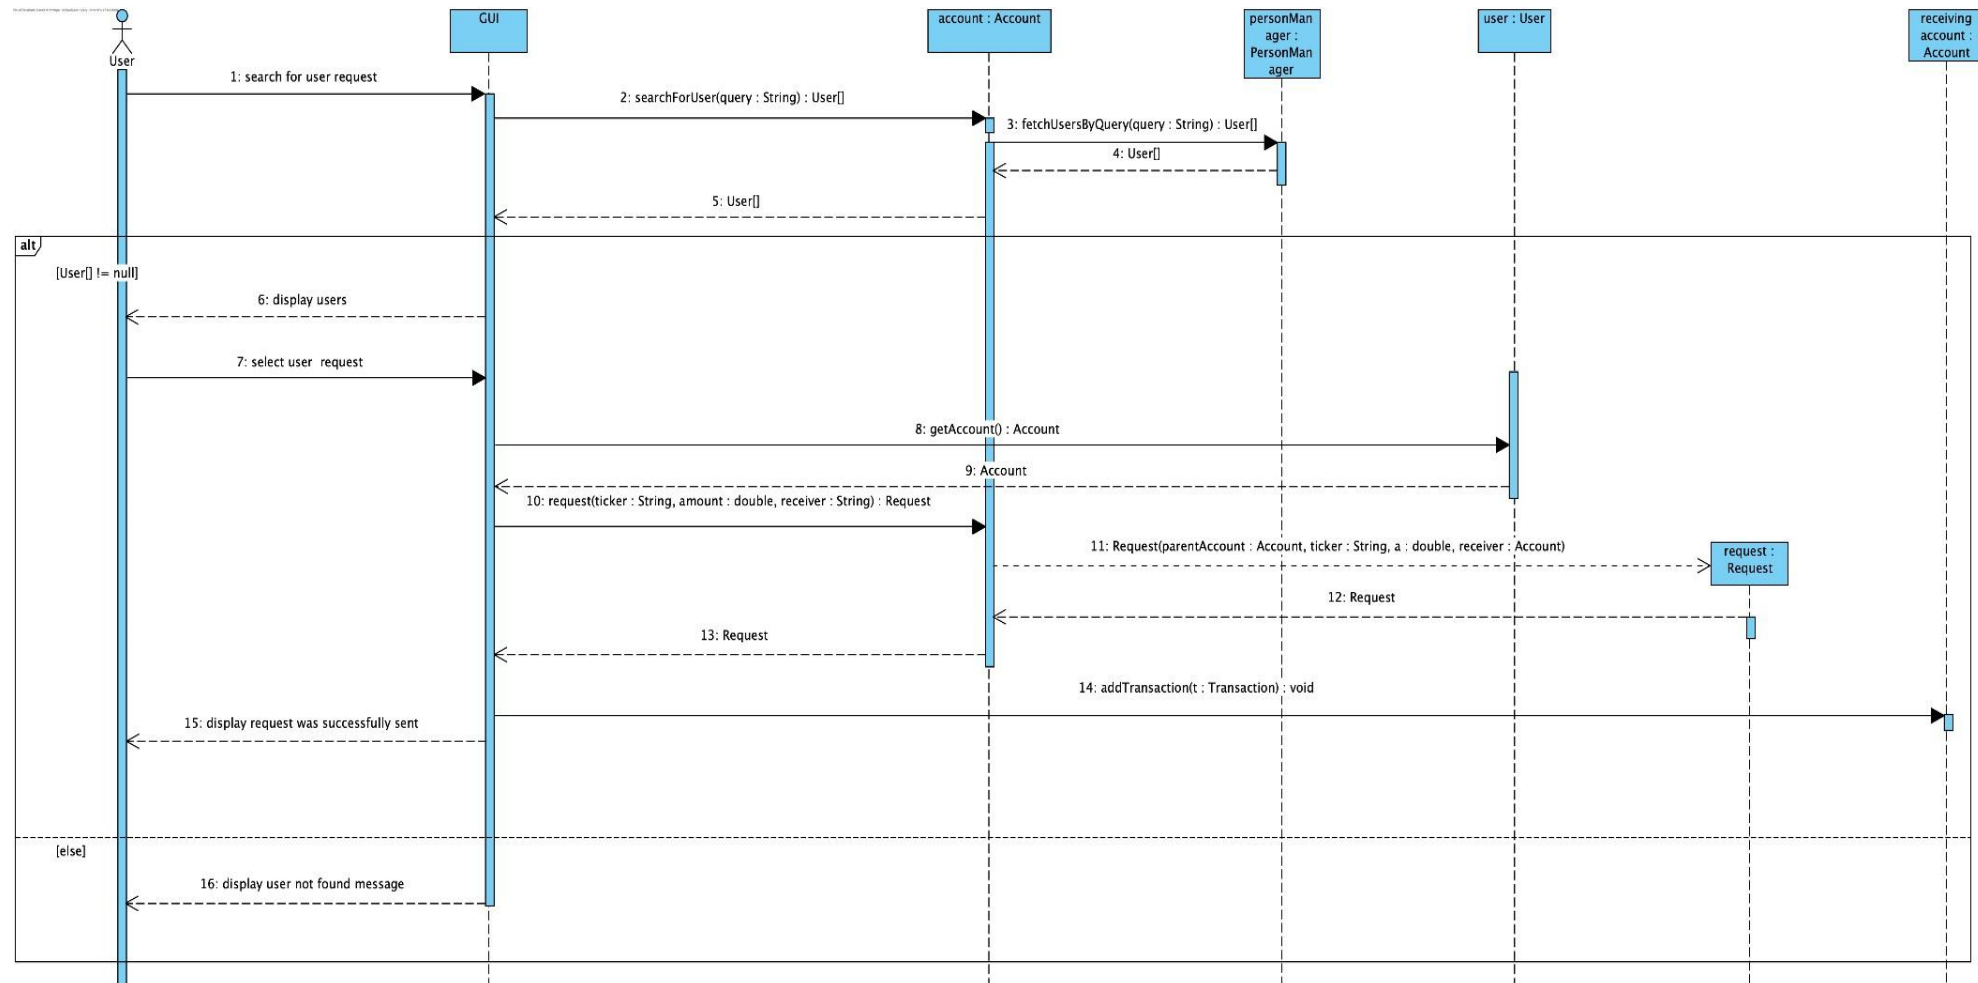 User
GUI
account : Account
personMan
ager :
PersonMan
ager
user : User
receiving
account :
Account
1: search for user request
2: searchForUser(query : String) : User[]
3: fetchUsersByQuery(query : String) : User[]
4: User[]
5: User[]
alt
[User[] != null]
6: display users
7: select user  request
8: getAccount() : Account
9: Account
10: request(ticker : String, amount : double, receiver : String) : Request
11: Request(parentAccount : Account, ticker : String, a : double, receiver : Account)
request :
Request
12: Request
13: Request
14: addTransaction(t : Transaction) : void
15: display request was successfully sent
[else]
16: display user not found message